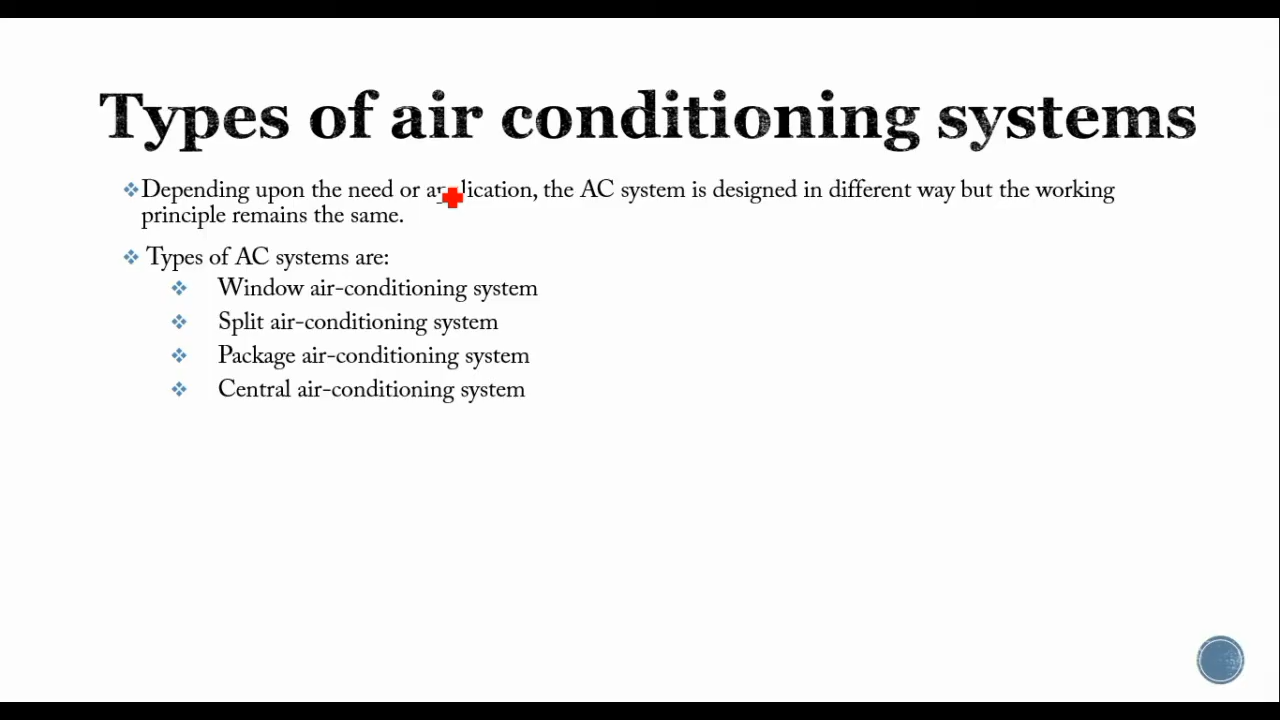 Types of air conditioning systems
Depending upon the need or application, the AC system is designed in different way but the working
principle remains the same.
Types of AC systems are:
Window air-conditioning system
Split air-conditioning system
Package air-conditioning system
Central air-conditioning system